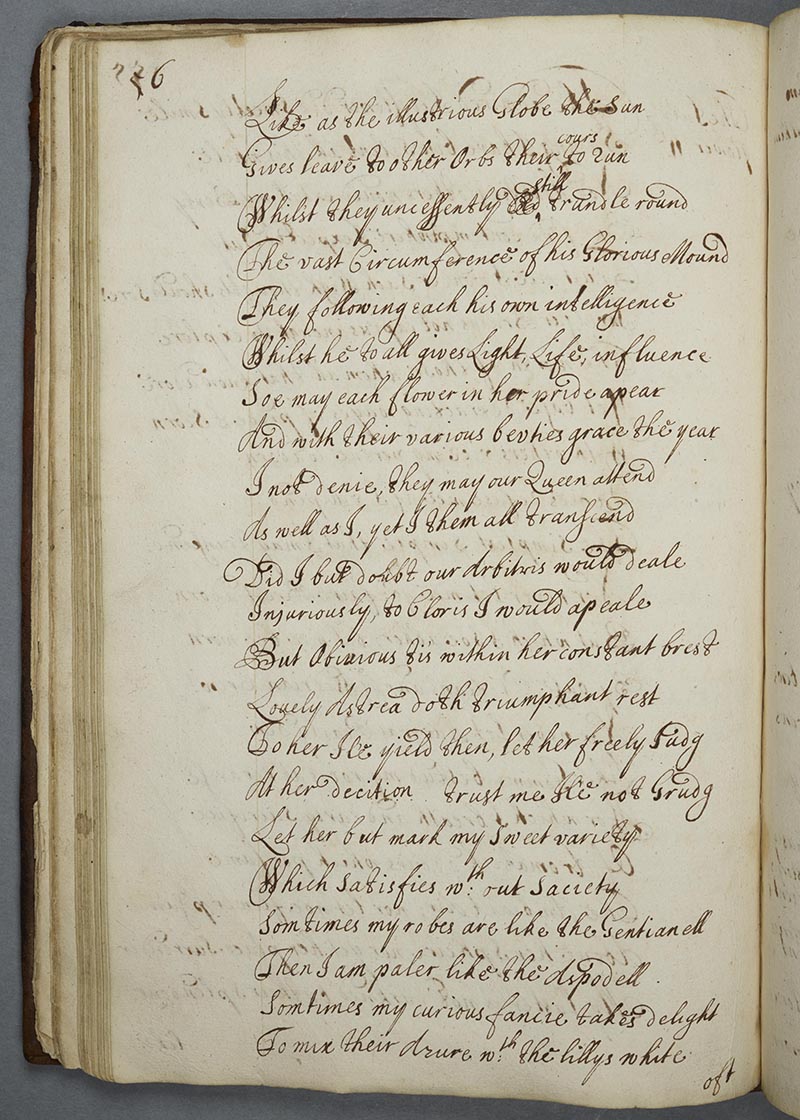 226
Like as the illustrious Globe the Sun
cours
Gives leave to other Orbs their to run
still
Whilst they uncessently trundle round
The vast Circumference of his Glorious Mound
They following each his own intelligence
Whilst he to all gives Light, Life, influence
Soe may each flower in her pride apear
And with their various bevties grace the year
I not denie, they may our Queen attend
As well as I, yet I them all transcend
Did I but doubt our Arbitris would deale
Injuriously, to Cloris I would apeale
But Obivious tis within her constant brest
Lovely Astrea doth triumphant rest
To her Ile yield then, let her freely Judg
At her decition trust me Ile not Grudg
Let her but mark my Sweet variety
Which Satisfies wth out Saciety
Somtimes my robes are like the Gentianell
Then I am paler like the Aspodell
Somtimes my curious fancie takes delight
To mix their Azure wth the lillys white
oft